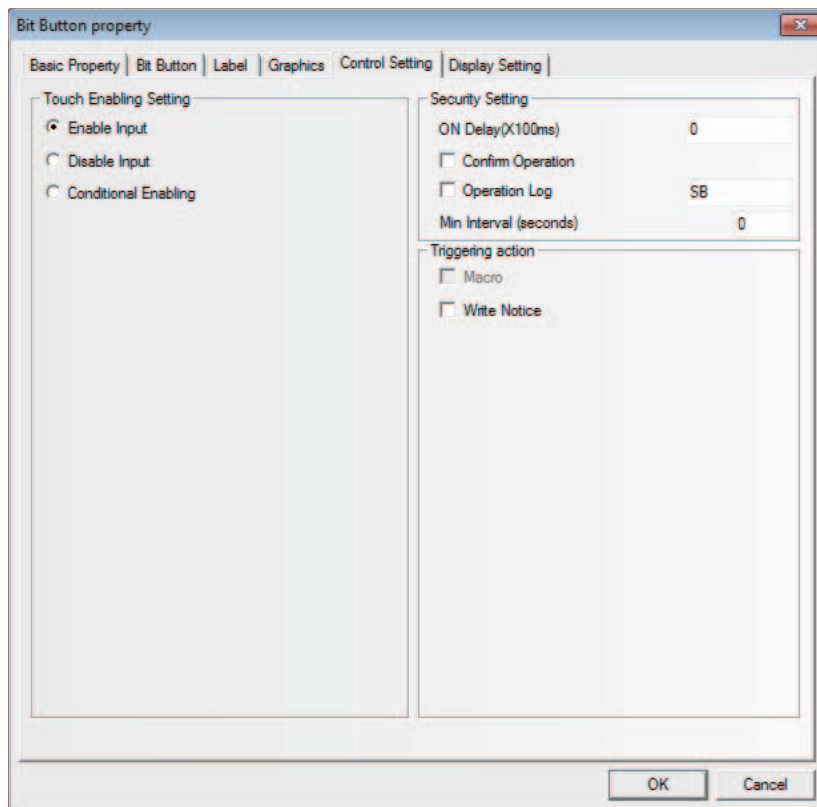 Bit Button property
Basic Property | Bit Button | Label | Graphics | Control Setting | Display Setting
Touch Enabling Setting
Enable Input
Disable Input
Conditional Enabling
Security Setting
ON Delay(X100ms) 0
Confirm Operation
Operation Log SB
Min Interval (seconds) 0
Triggering action
Macro
Write Notice
OK Cancel